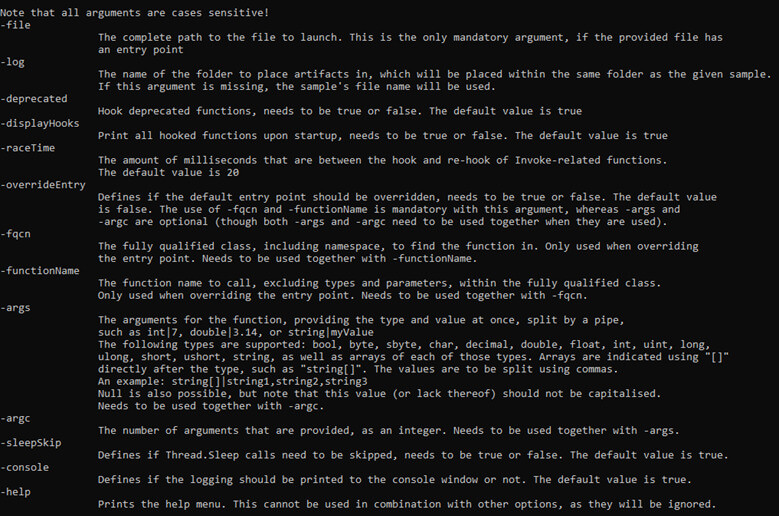 Note that all arguments are cases sensitive!
-file
The complete path to the file to launch. This is the only mandatory argument, if the provided file has
an entry point
-log
The name of the folder to place artifacts in, which will be placed within the same folder as the given sample.
If this argument is missing, the sample's file name will be used.
-deprecated
Hook deprecated functions, needs to be true or false. The default value is true
-displayHooks
Print all hooked functions upon startup, needs to be true or false. The default value is true
-raceTime
The amount of milliseconds that are between the hook and re-hook of Invoke-related functions.
The default value is 20
-overrideEntry
Defines if the default entry point should be overridden, needs to be true or false. The default value
is false. The use of -fqcn and -functionName is mandatory with this argument, whereas -args and
-argc are optional (though both -args and -argc need to be used together when they are used).
-fqcn
The fully qualified class, including namespace, to find the function in. Only used when overriding
the entry point. Needs to be used together with -functionName.
-functionName
The function name to call, excluding types and parameters, within the fully qualified class.
Only used when overriding the entry point. Needs to be used together with -fqcn.
-args
The arguments for the function, providing the type and value at once, split by a pipe,
such as int|7, double|3.14, or string|myValue
The following types are supported: bool, byte, sbyte, char, decimal, double, float, int, uint, long,
ulong, short, ushort, string, as well as arrays of each of those types. Arrays are indicated using "[]"
directly after the type, such as "string[]". The values are to be split using commas.
An example: string[]|string1,string2,string3
Null is also possible, but note that this value (or lack thereof) should not be capitalised.
Needs to be used together with -argc.
-argc
The number of arguments that are provided, as an integer. Needs to be used together with -args.
-sleepSkip
Defines if Thread.Sleep calls need to be skipped, needs to be true or false. The default value is true.
-console
Defines if the logging should be printed to the console window or not. The default value is true.
-help
Prints the help menu. This cannot be used in combination with other options, as they will be ignored.